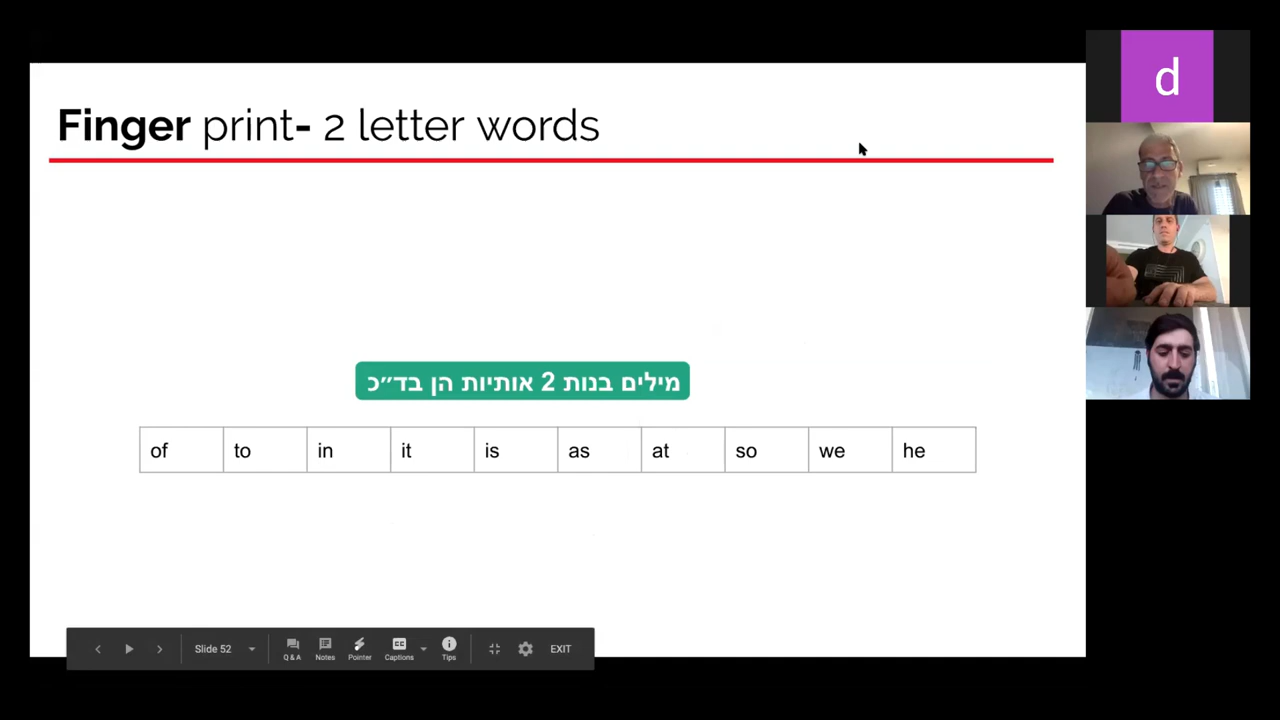 Finger print- 2 letter words
מילים בנות 2 אותיות הן בד״כ
of to in it is as at so we he
Slide 52
Q & A Notes Pointer CC Captions Tips EXIT
d